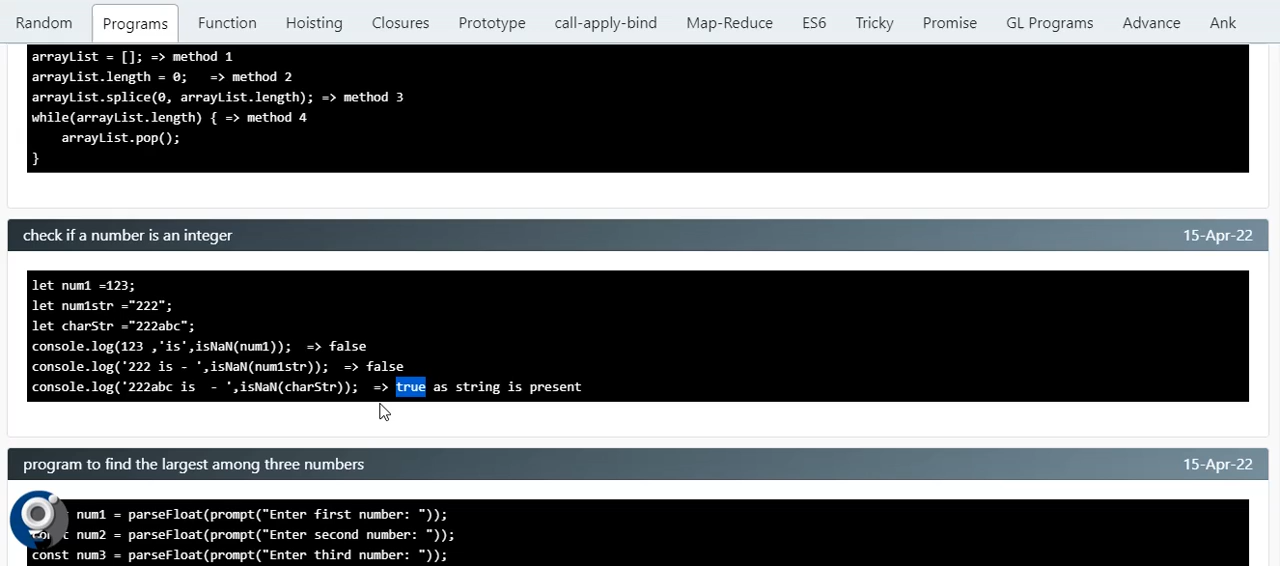 Random Programs Function Hoisting Closures Prototype call-apply-bind Map-Reduce ES6 Tricky Promise GL Programs Advance Ank
arrayList = []; => method 1
arrayList.length = 0;   => method 2
arrayList.splice(0, arrayList.length); => method 3
while(arrayList.length) { => method 4
    arrayList.pop();
}
check if a number is an integer 15-Apr-22
let num1 =123;
let num1str ="222";
let charStr ="222abc";
console.log(123 ,'is',isNaN(num1));  => false
console.log('222 is - ',isNaN(num1str));  => false
console.log('222abc is  - ',isNaN(charStr));  => true as string is present
program to find the largest among three numbers 15-Apr-22
num1 = parseFloat(prompt("Enter first number: "));
num2 = parseFloat(prompt("Enter second number: "));
const num3 = parseFloat(prompt("Enter third number: "));